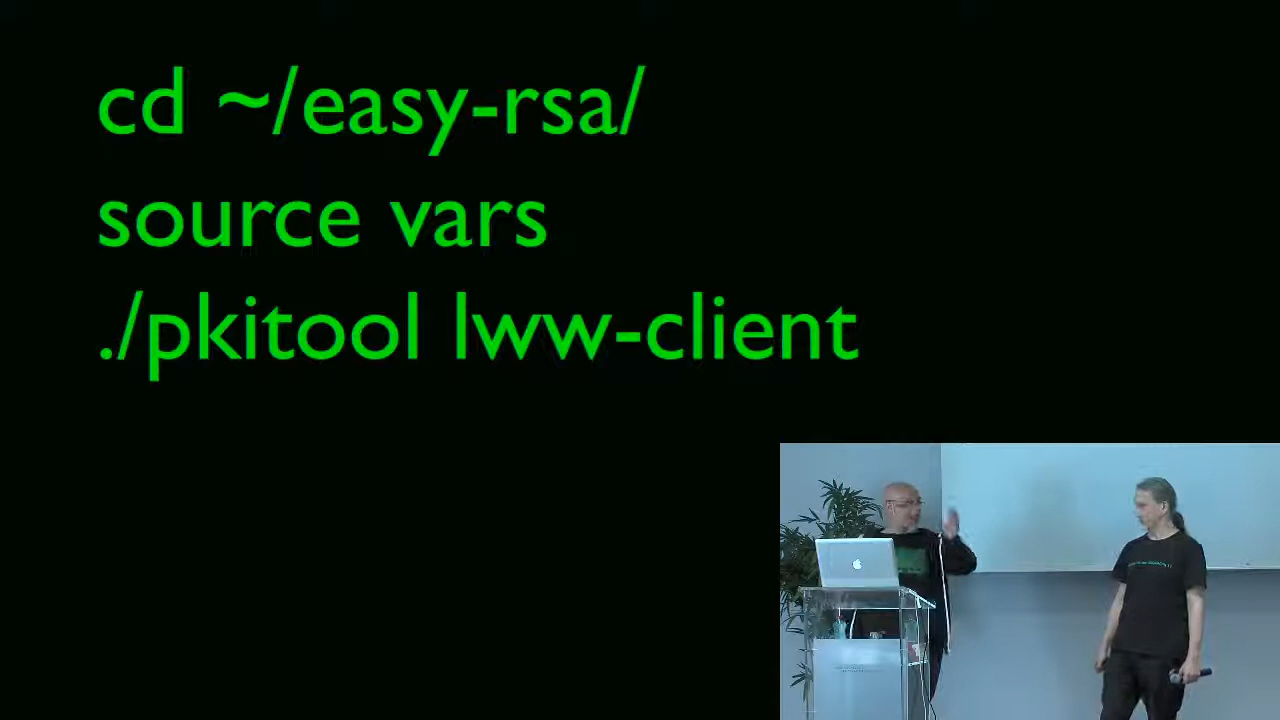 cd ~/easy-rsa/
source vars
./pkitool lww-client